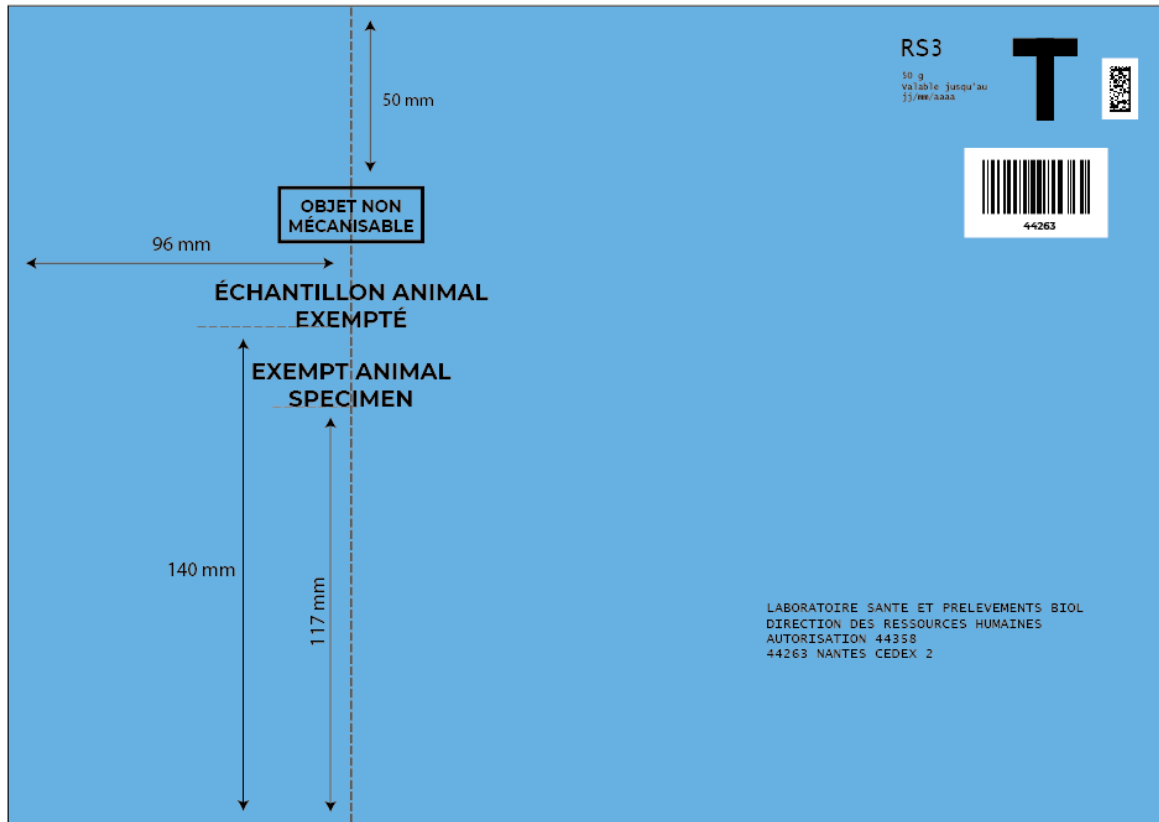 RS3
T
50 g
Valable jusqu'au
jj/mm/aaaa
50 mm
OBJET NON
MÉCANISABLE
44263
96 mm
ÉCHANTILLON ANIMAL
EXEMPTÉ
EXEMPT ANIMAL
SPECIMEN
140 mm
117 mm
LABORATOIRE SANTE ET PRELEVEMENTS BIOL
DIRECTION DES RESSOURCES HUMAINES
AUTORISATION 44358
44263 NANTES CEDEX 2